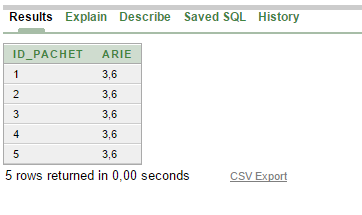 Results Explain Describe Saved SQL History
ID_PACHET ARIE
1 3,6
2 3,6
3 3,6
4 3,6
5 3,6
5 rows returned in 0,00 seconds CSV Export